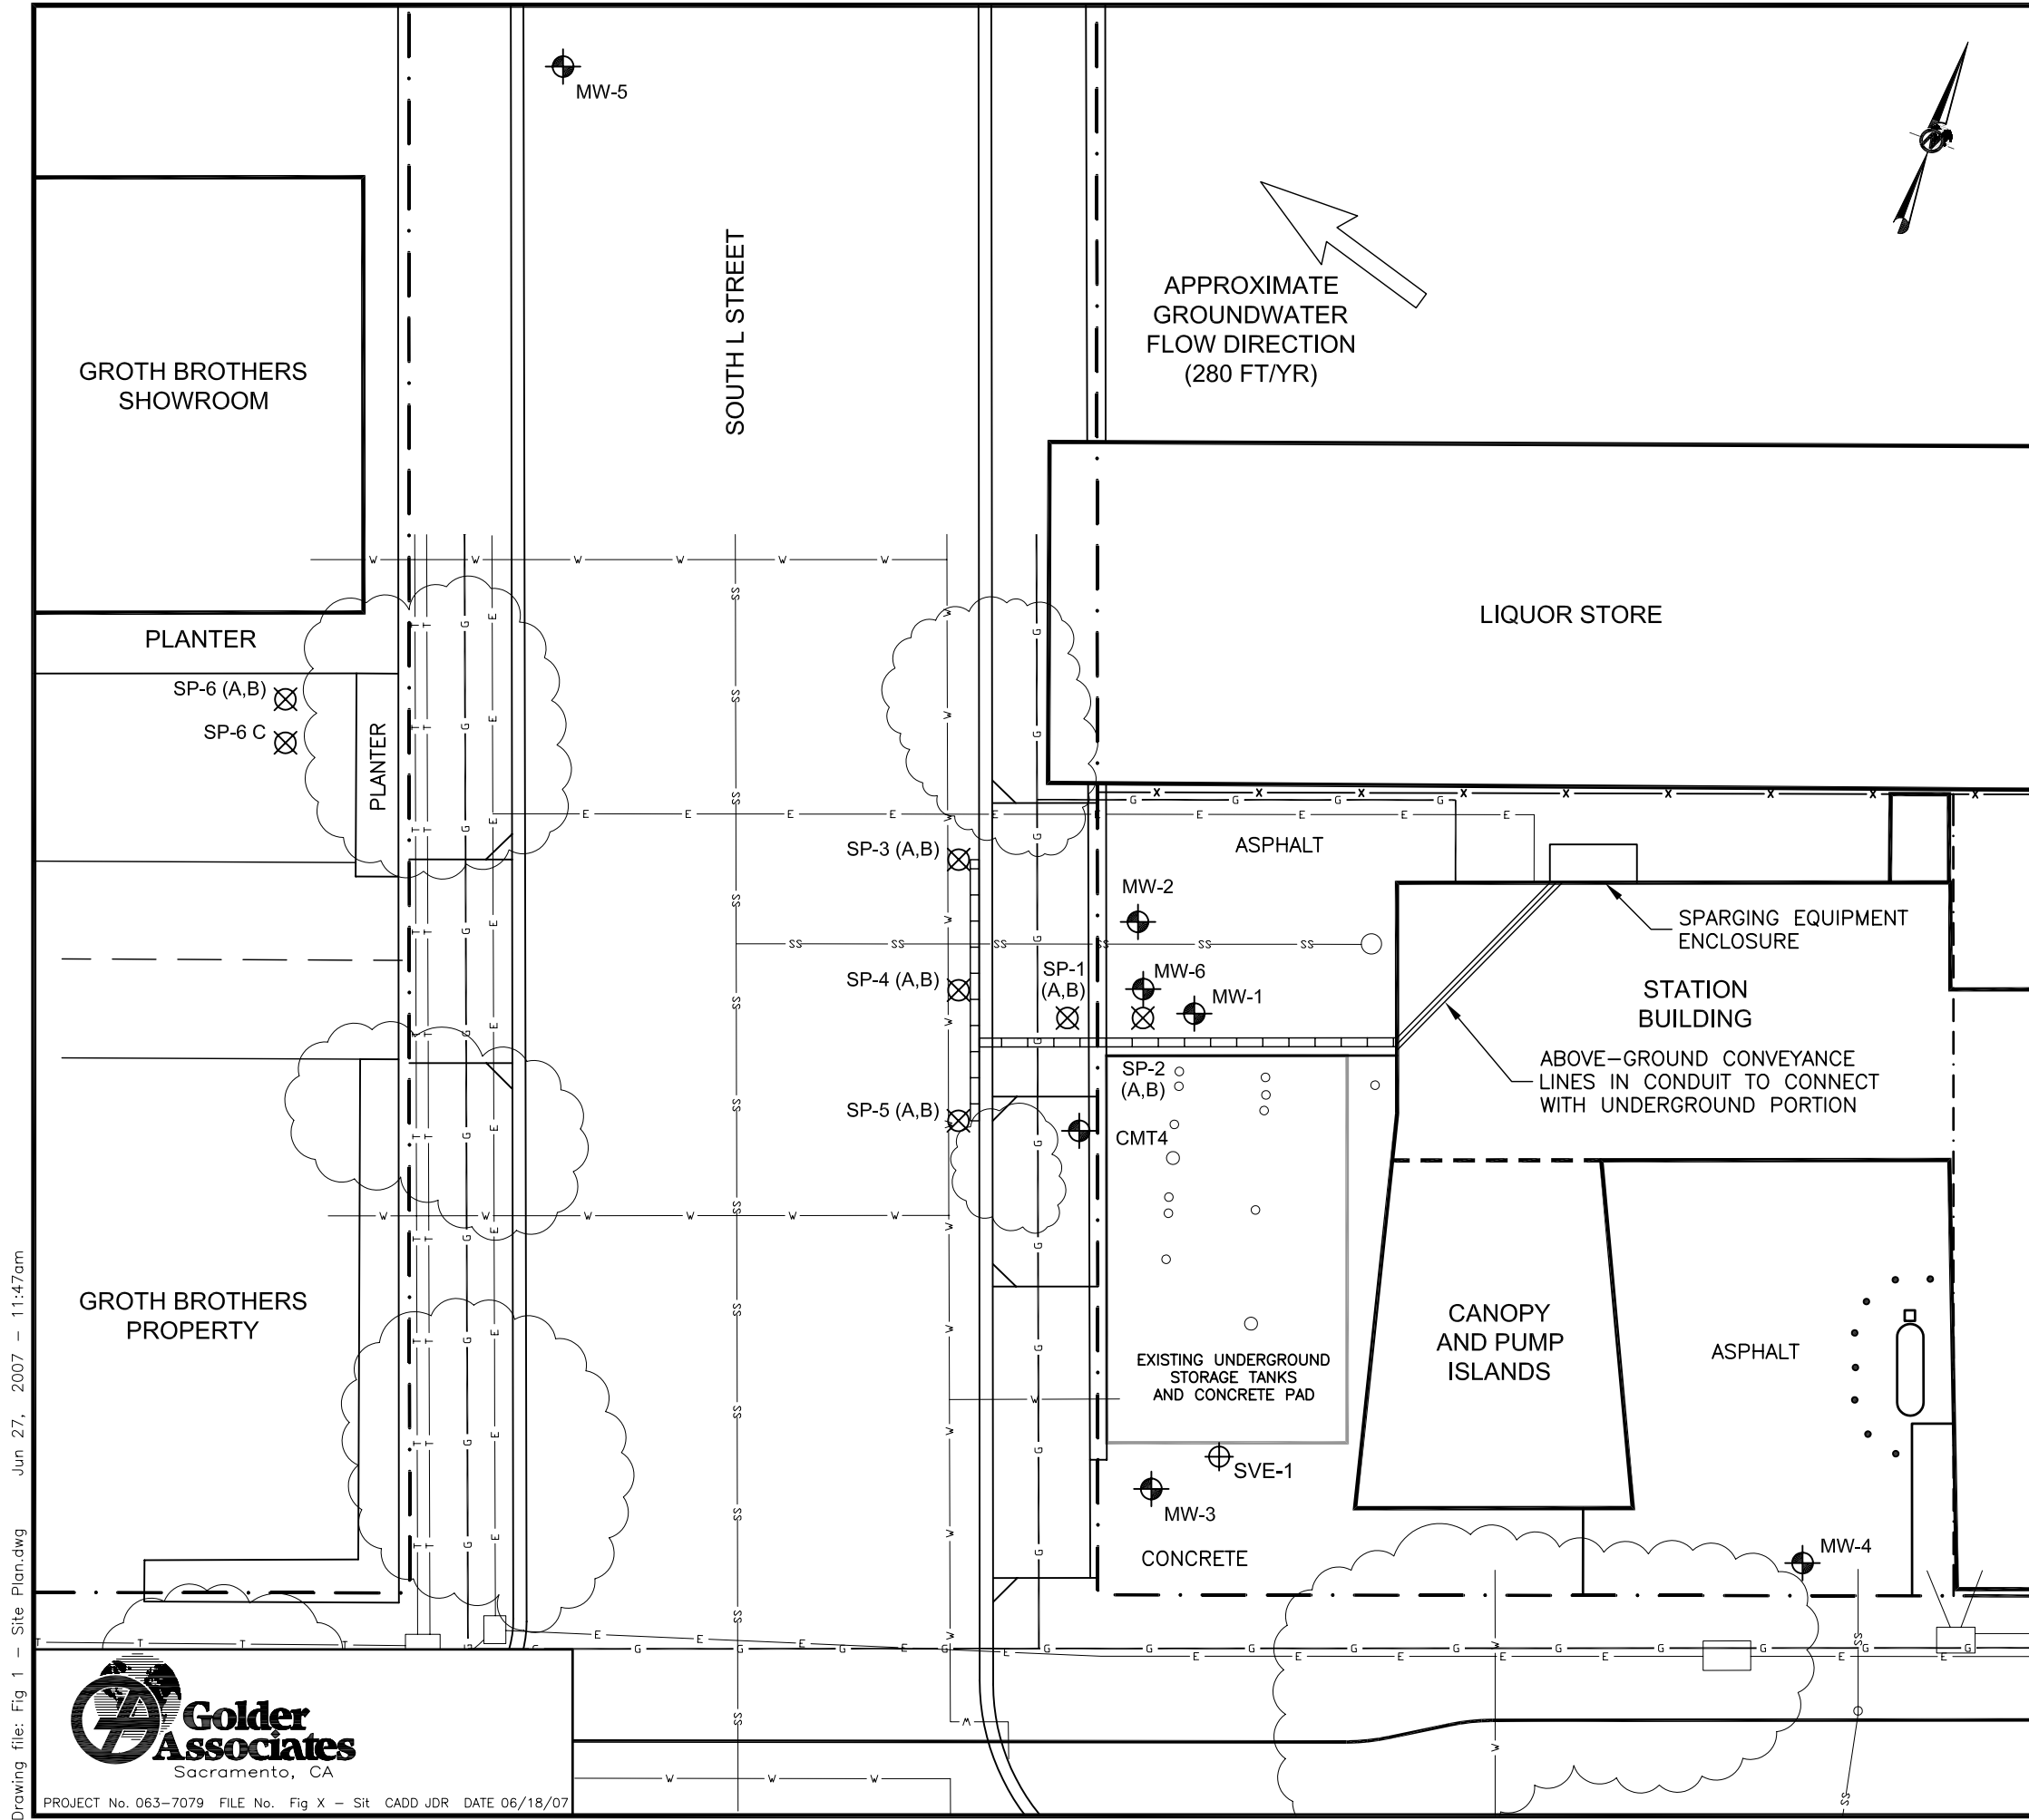 MW-5
SOUTH L STREET
APPROXIMATE
GROUNDWATER
FLOW DIRECTION
(280 FT/YR)
GROTH BROTHERS
SHOWROOM
LIQUOR STORE
PLANTER
SP-6 (A,B)
SP-6 C
PLANTER
SP-3 (A,B)
ASPHALT
MW-2
SPARGING EQUIPMENT
ENCLOSURE
SP-4 (A,B)
SP-1
(A,B)
MW-6
MW-1
STATION
BUILDING
ABOVE-GROUND CONVEYANCE
LINES IN CONDUIT TO CONNECT
WITH UNDERGROUND PORTION
SP-2
(A,B)
SP-5 (A,B)
CMT4
GROTH BROTHERS
PROPERTY
CANOPY
AND PUMP
ISLANDS
ASPHALT
EXISTING UNDERGROUND
STORAGE TANKS
AND CONCRETE PAD
SVE-1
MW-3
CONCRETE
MW-4
Golder
Associates
Sacramento, CA
PROJECT No. 063-7079 FILE No. Fig X - Sit CADD JDR DATE 06/18/07
Drawing file: Fig 1 - Site Plan.dwg Jun 27, 2007 - 11:47am